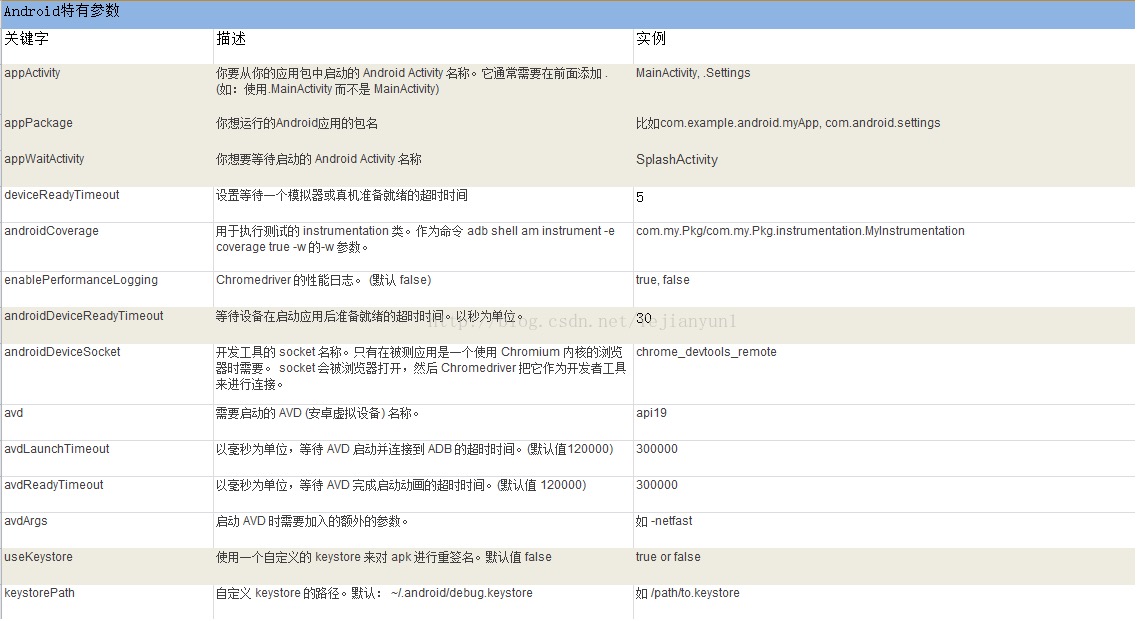 Android特有参数
关键字 描述 实例
appActivity 你要从你的应用包中启动的 Android Activity 名称。它通常需要在前面添加 . MainActivity, .Settings
(如：使用.MainActivity 而不是 MainActivity)
appPackage 你想运行的Android应用的包名 比如com.example.android.myApp, com.android.settings
appWaitActivity 你想要等待启动的 Android Activity 名称 SplashActivity
deviceReadyTimeout 设置等待一个模拟器或真机准备就绪的超时时间 5
androidCoverage 用于执行测试的 instrumentation 类。作为命令 adb shell am instrument -e com.my.Pkg/com.my.Pkg.instrumentation.MyInstrumentation
coverage true -w 的-w 参数。
enablePerformanceLogging Chromedriver 的性能日志。 (默认 false) true, false
androidDeviceReadyTimeout 等待设备在启动应用后准备就绪的超时时间。以秒为单位。 30
http://blog.csdn.net/lejianyun1
androidDeviceSocket 开发工具的 socket 名称。只有在被测应用是一个使用 Chromium 内核的浏览 chrome_devtools_remote
器时需要。 socket 会被浏览器打开，然后 Chromedriver 把它作为开发者工具
来进行连接。
avd 需要启动的 AVD (安卓虚拟设备) 名称。 api19
avdLaunchTimeout 以毫秒为单位，等待 AVD 启动并连接到 ADB 的超时时间。(默认值120000) 300000
avdReadyTimeout 以毫秒为单位，等待 AVD 完成启动动画的超时时间。(默认值 120000) 300000
avdArgs 启动 AVD 时需要加入的额外的参数。 如 -netfast
useKeystore 使用一个自定义的 keystore 来对 apk 进行重签名。默认值 false true or false
keystorePath 自定义 keystore 的路径。默认： ~/.android/debug.keystore 如 /path/to.keystore